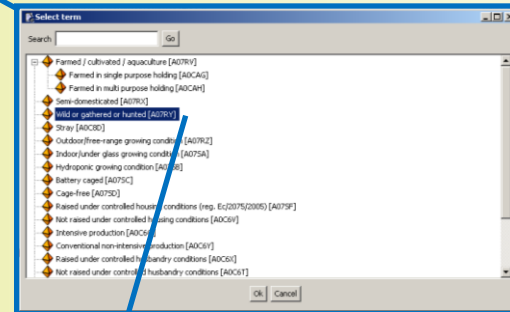 Select term
Search Go
Farmed / cultivated / aquaculture [A07RV]
Farmed in single purpose holding [A0CAG]
Farmed in multi purpose holding [A0CAH]
Semi-domesticated [A07RX]
Wild or gathered or hunted [A07RY]
Stray [A0C8D]
Outdoor/free-range growing condition [A07RZ]
Indoor/under glass growing condition [A07SA]
Hydroponic growing condition
Battery caged [A07SC]
Cage-free [A07SD]
Raised under controlled housing conditions (reg. Ec/2075/2005) [A07SF]
Not raised under controlled housing conditions [A0C6V]
Intensive production
Conventional non-intensive production [A0C6Y]
Raised under controlled husbandry conditions [A0C6X]
Not raised under controlled husbandry conditions [A0C6T]
Ok Cancel